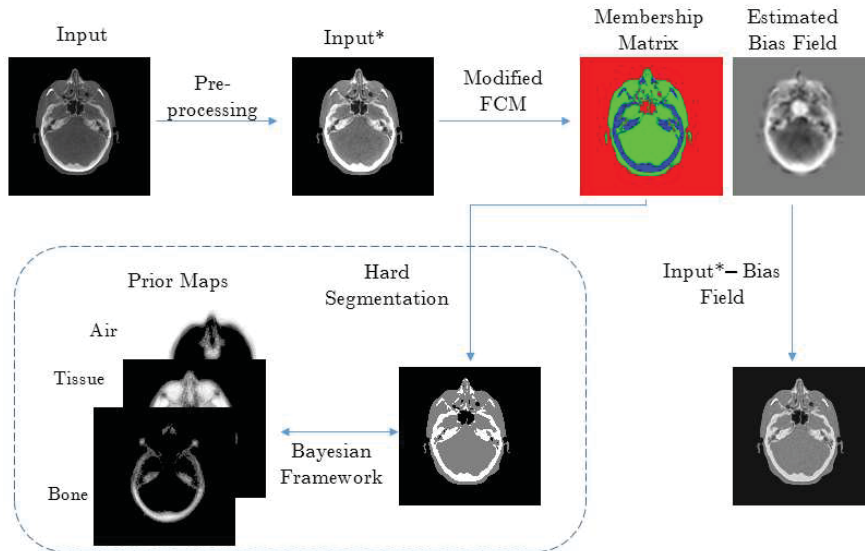 Input
Pre-
processing
Input*
Modified
FCM
Membership
Matrix
Estimated
Bias Field
Prior Maps
Air
Tissue
Bone
Hard
Segmentation
Bayesian
Framework
Input*– Bias
Field